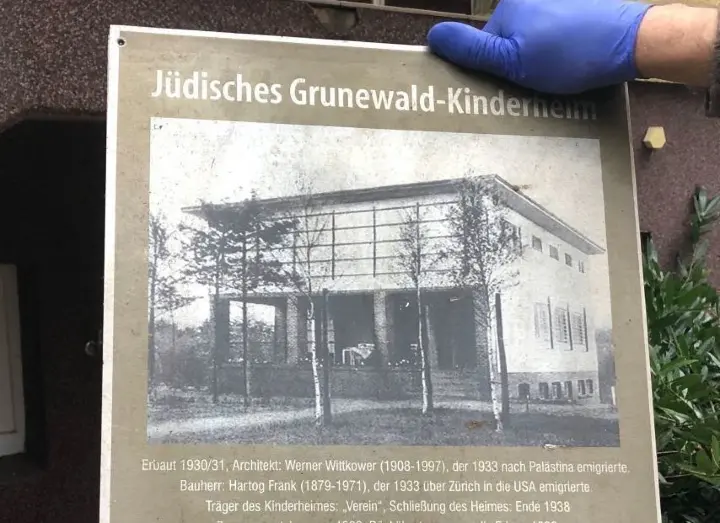 Jüdisches Grunewald-Kinderheim
Erbaut 1930/31, Architekt: Werner Wittkower (1908-1997), der 1933 nach Palästina emigrierte.
Bauherr: Hartog Frank (1879-1971), der 1933 über Zürich in die USA emigrierte.
Träger des Kinderheimes: „Verein“, Schließung des Heimes: Ende 1938